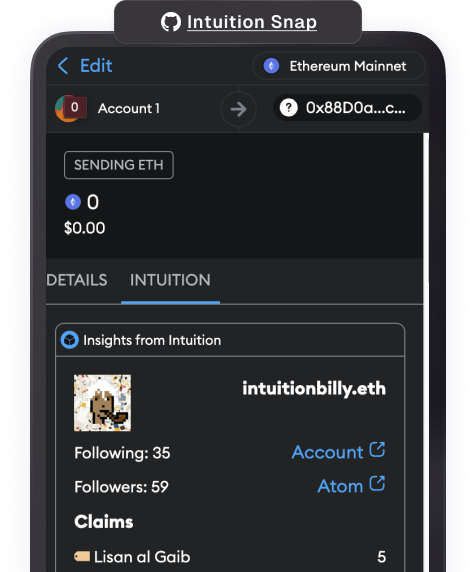 Intuition Snap
Edit
Ethereum Mainnet
0
Account 1
?
0x88D0a...c...
SENDING ETH
0
$0.00
DETAILS
INTUITION
Insights from Intuition
intuitionbilly.eth
Following: 35
Account
Followers: 59
Atom
Claims
Lisan al Gaib
5